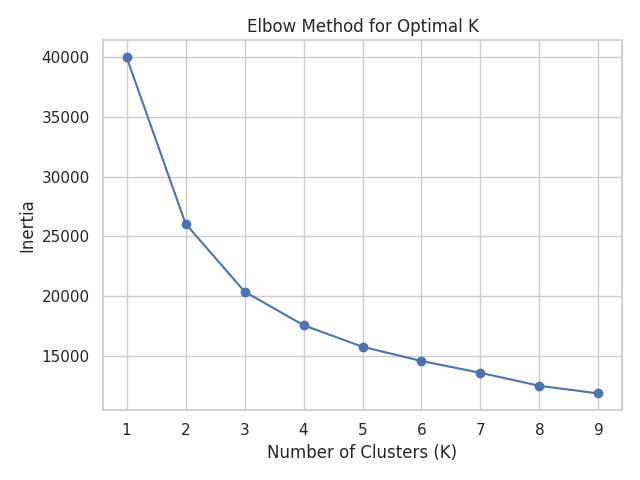 Elbow Method for Optimal K
40000
35000
30000
25000
20000
15000
Inertia
1 2 3 4 5 6 7 8 9
Number of Clusters (K)